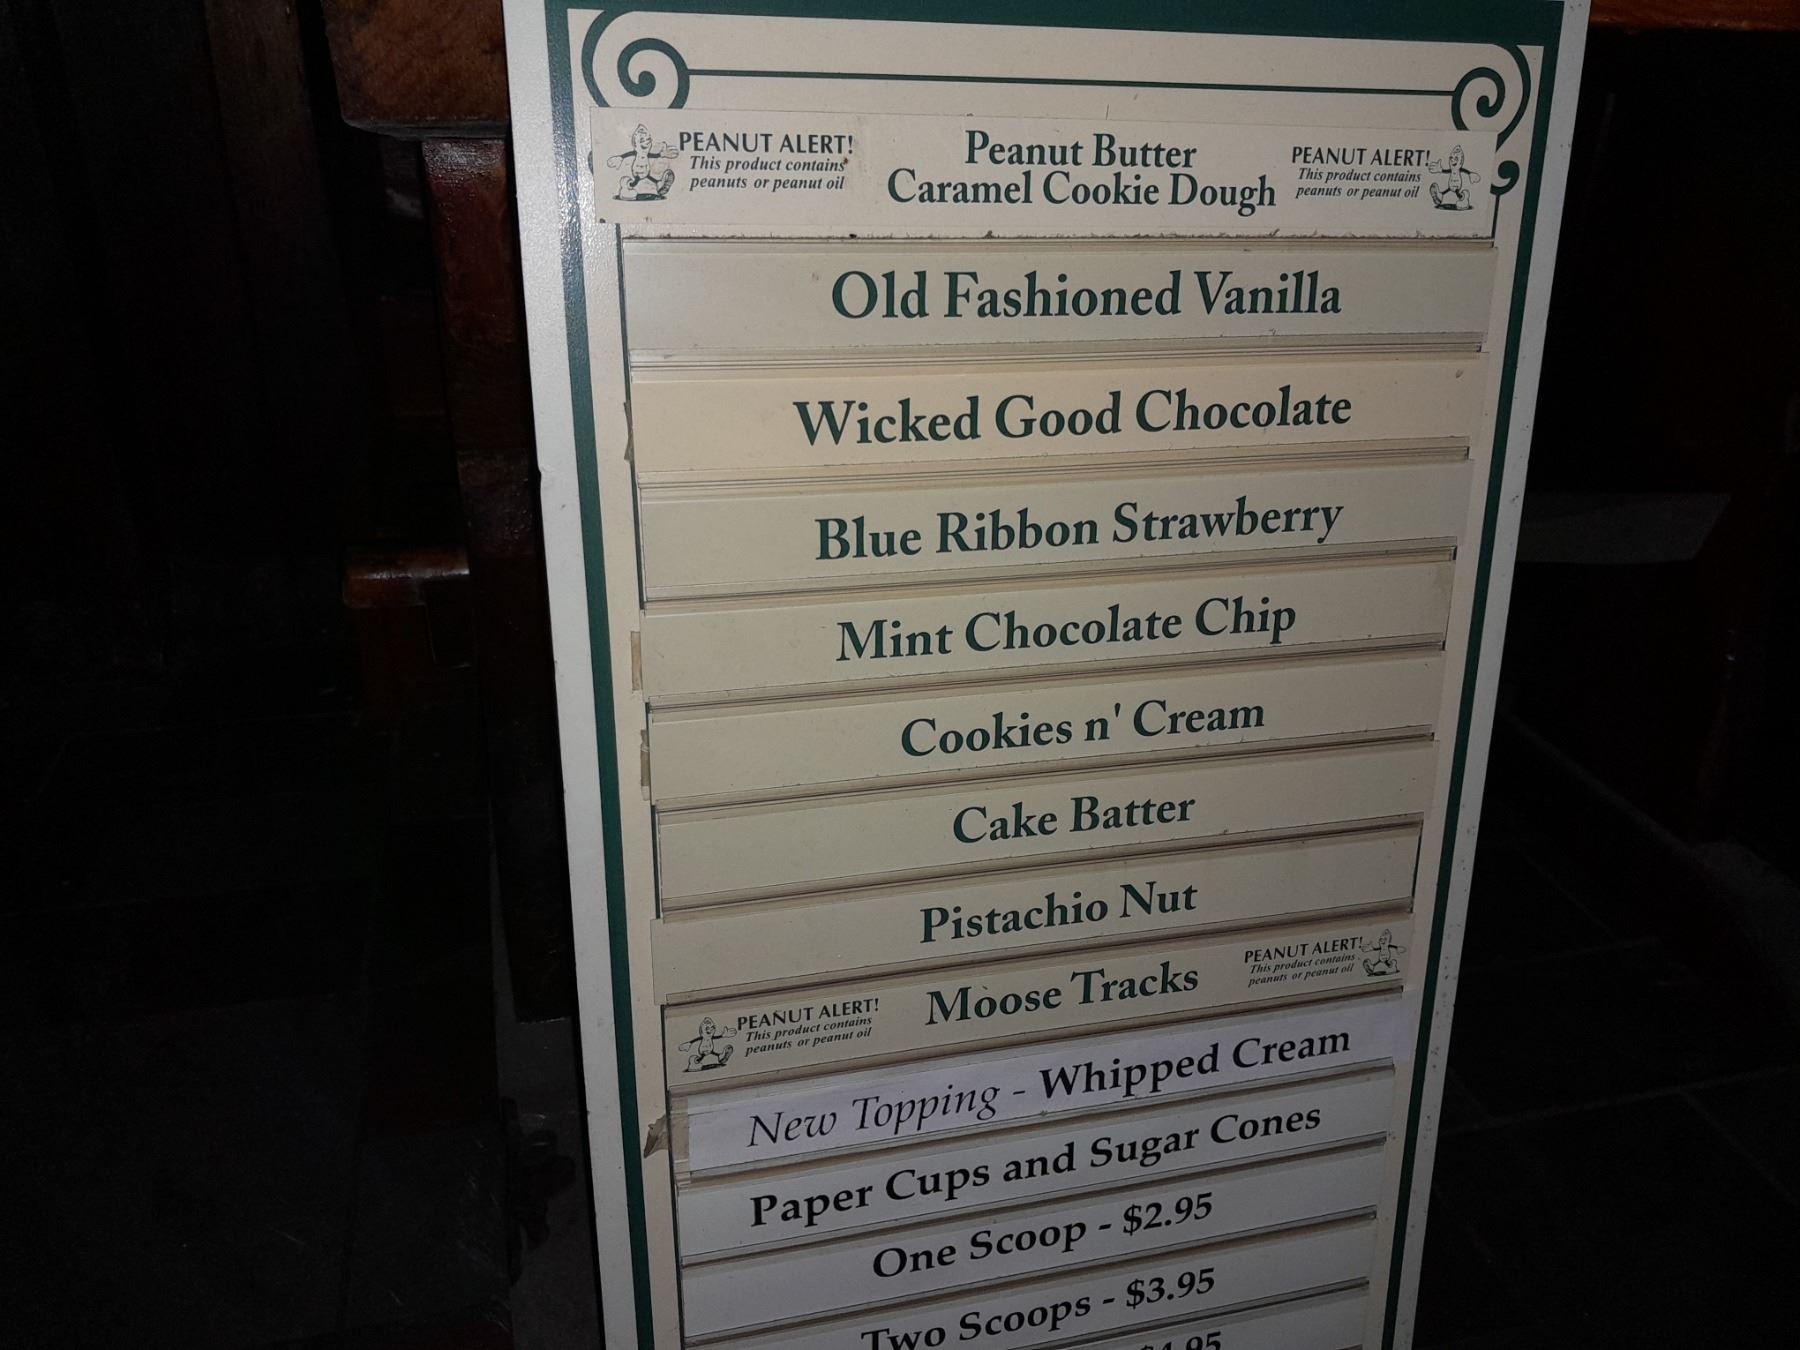 PEANUT ALERT!
This product contains
peanuts or peanut oil
Peanut Butter
Caramel Cookie Dough
PEANUT ALERT!
This product contains
peanuts or peanut oil
Old Fashioned Vanilla
Wicked Good Chocolate
Blue Ribbon Strawberry
Mint Chocolate Chip
Cookies n' Cream
Cake Batter
Pistachio Nut
PEANUT ALERT!
This product contains
peanuts or peanut oil
Moose Tracks
PEANUT ALERT!
This product contains
peanuts or peanut oil
New Topping - Whipped Cream
Paper Cups and Sugar Cones
One Scoop - $2.95
Two Scoops - $3.95
$4.95